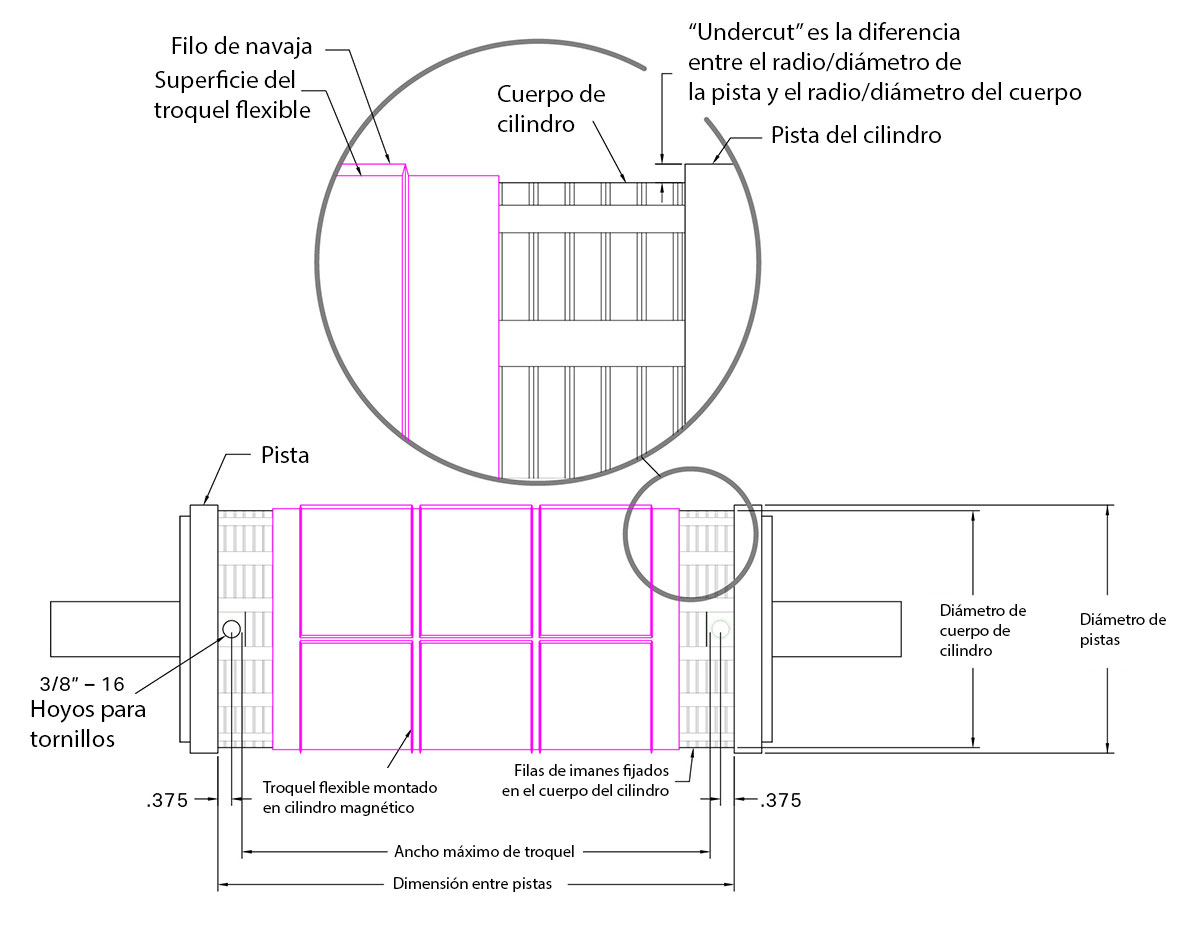 Filo de navaja
Superficie del
troquel flexible
Cuerpo de
cilindro
“Undercut” es la diferencia
entre el radio/diámetro de
la pista y el radio/diámetro del cuerpo
Pista del cilindro
Pista
3/8” – 16
Hoyos para
tornillos
Diámetro de
cuerpo de
cilindro
Diámetro de
pistas
Troquel flexible montado
en cilindro magnético
Filas de imanes fijados
en el cuerpo del cilindro
.375
.375
Ancho máximo de troquel
Dimensión entre pistas